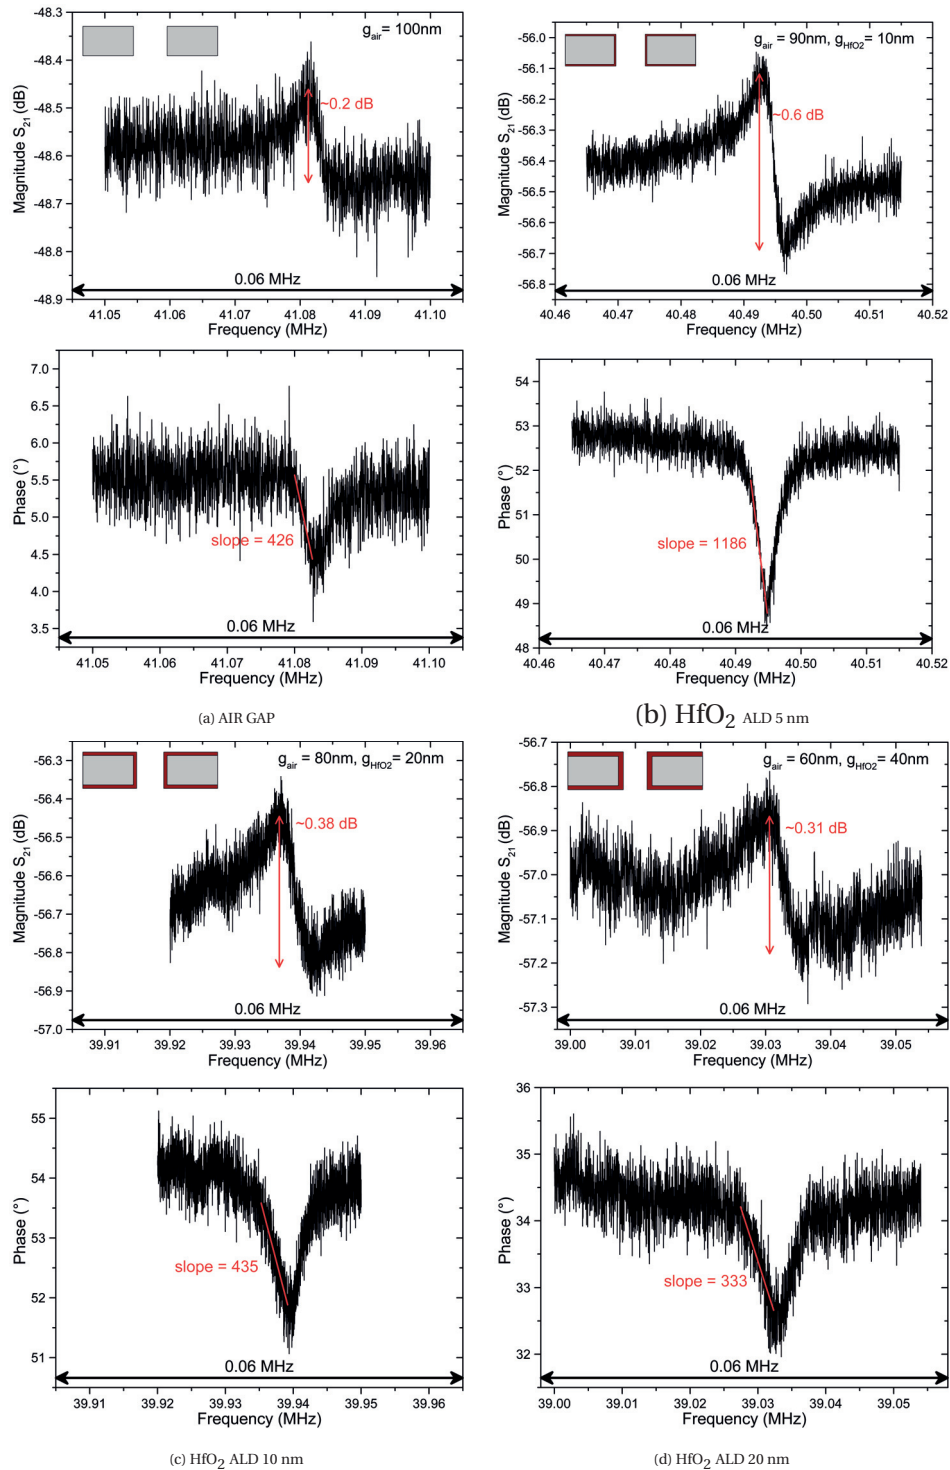 -48.3
-48.4
-48.5
-48.6
-48.7
-48.8
-48.9
Magnitude S21 (dB)
gair= 100nm
~0.2 dB
0.06 MHz
41.05 41.06 41.07 41.08 41.09 41.10
Frequency (MHz)
7.0
6.5
6.0
5.5
5.0
4.5
4.0
3.5
Phase (°)
slope = 426
0.06 MHz
41.05 41.06 41.07 41.08 41.09 41.10
Frequency (MHz)
(a) AIR GAP
-56.0
-56.1
-56.2
-56.3
-56.4
-56.5
-56.6
-56.7
-56.8
Magnitude S21 (dB)
gair = 90nm, gHfO2= 10nm
~0.6 dB
0.06 MHz
40.46 40.47 40.48 40.49 40.50 40.51 40.52
Frequency (MHz)
54
53
52
51
50
49
48
Phase (°)
slope = 1186
0.06 MHz
40.46 40.47 40.48 40.49 40.50 40.51 40.52
Frequency (MHz)
(b) HfO2 ALD 5 nm
-56.3
-56.4
-56.5
-56.6
-56.7
-56.8
-56.9
-57.0
Magnitude S21 (dB)
gair = 80nm, gHfO2= 20nm
~0.38 dB
0.06 MHz
39.91 39.92 39.93 39.94 39.95 39.96
Frequency (MHz)
55
54
53
52
51
Phase (°)
slope = 435
0.06 MHz
39.91 39.92 39.93 39.94 39.95 39.96
Frequency (MHz)
(c) HfO2 ALD 10 nm
-56.7
-56.8
-56.9
-57.0
-57.1
-57.2
-57.3
Magnitude S21 (dB)
gair = 60nm, gHfO2= 40nm
~0.31 dB
0.06 MHz
39.00 39.01 39.02 39.03 39.04 39.05
Frequency (MHz)
36
35
34
33
32
Phase (°)
slope = 333
0.06 MHz
39.00 39.01 39.02 39.03 39.04 39.05
Frequency (MHz)
(d) HfO2 ALD 20 nm